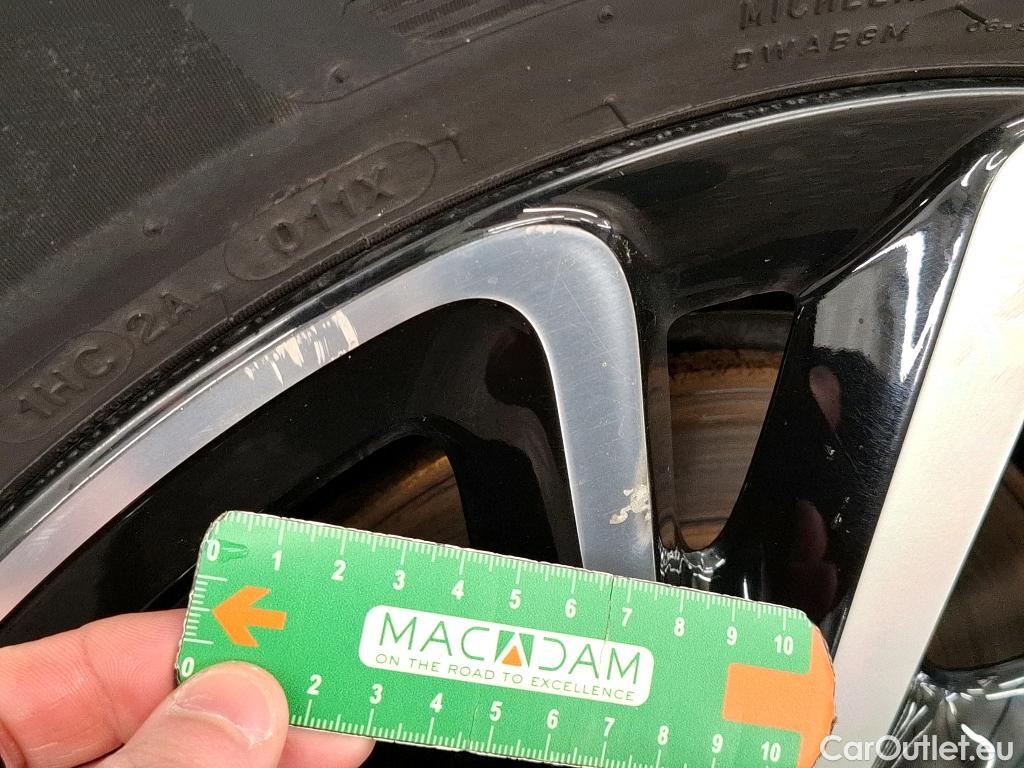 MICHELIN
DWABGM
011X
1HC 2A
0 1 2 3 4 5 6 7 8 9 10
MACADAM
ON THE ROAD TO EXCELLENCE
0 2 3 4 5 6 7 8 9 10
CarOutlet.eu